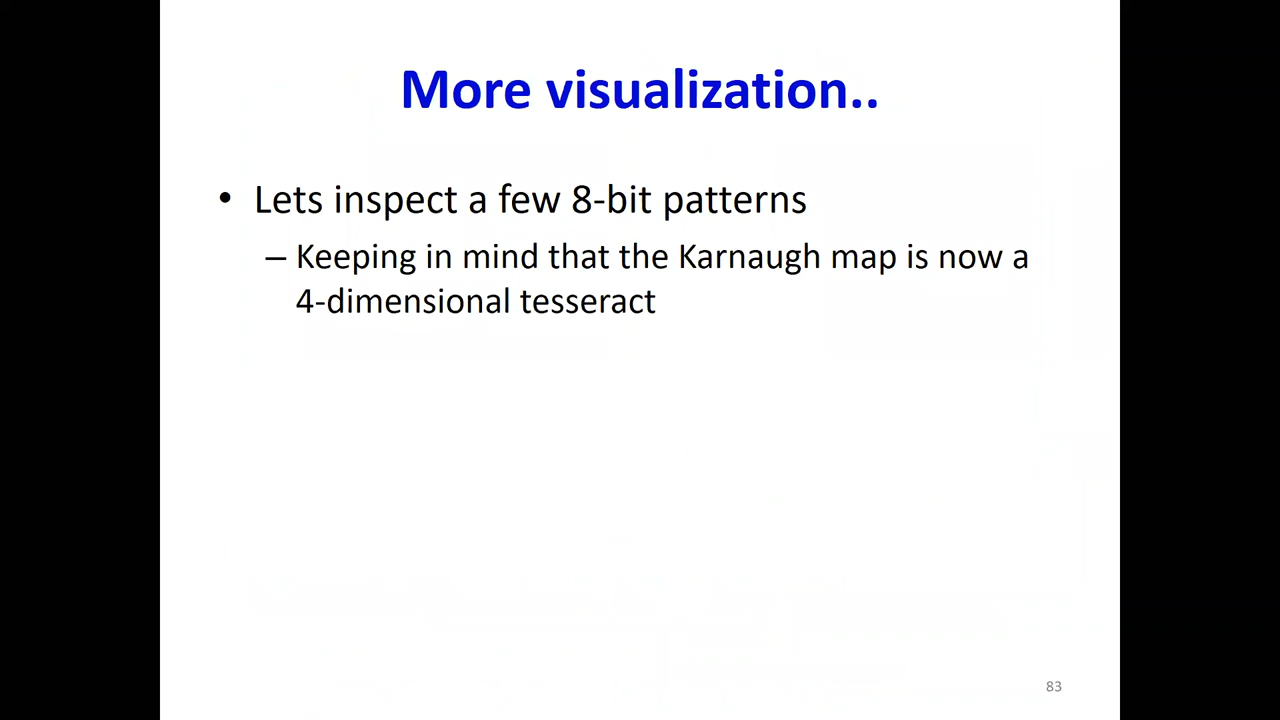 More visualization..
• Lets inspect a few 8-bit patterns
– Keeping in mind that the Karnaugh map is now a
4-dimensional tesseract
83